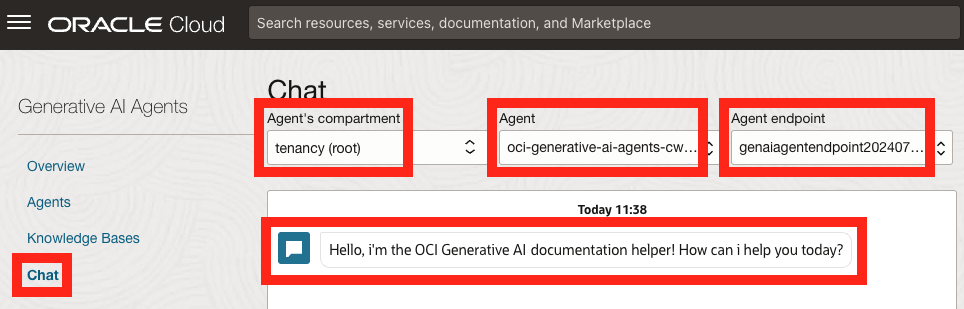 ORACLE Cloud
Search resources, services, documentation, and Marketplace
Generative AI Agents
Overview
Agents
Knowledge Bases
Chat
Chat
Agent's compartment
tenancy (root)
Agent
oci-generative-ai-agents-cw...
Agent endpoint
genaiagentendpoint202407...
Today 11:38
Hello, i'm the OCI Generative AI documentation helper! How can i help you today?